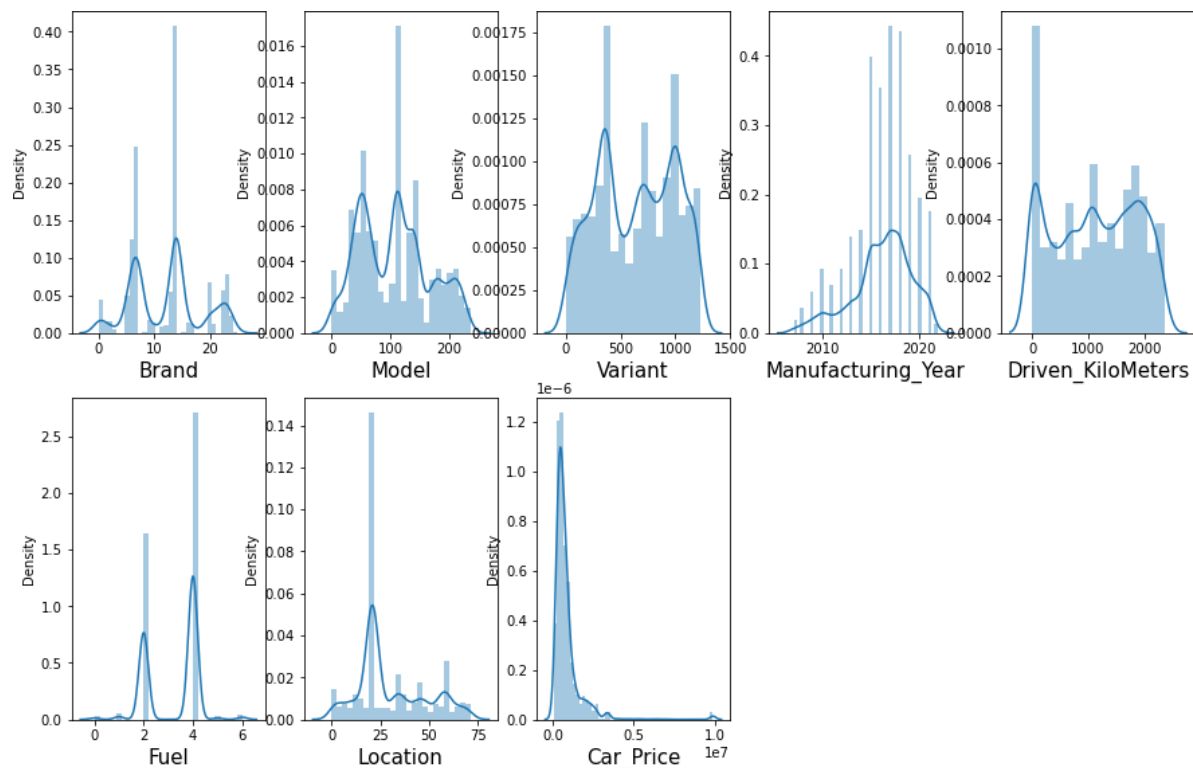 0.40
0.35
0.30
0.25
0.20
0.15
0.10
0.05
0.00
Density
0 10 20
Brand
0.016
0.014
0.012
0.010
0.008
0.006
0.004
0.002
0.000
Density
0 100 200
Model
0.00175
0.00150
0.00125
0.00100
0.00075
0.00050
0.00025
0.00000
Density
0 500 1000 1500
Variant
0.4
0.3
0.2
0.1
0.0
Density
2010 2020
Manufacturing_Year
0.0010
0.0008
0.0006
0.0004
0.0002
0.0000
Density
0 1000 2000
Driven_KiloMeters
2.5
2.0
1.5
1.0
0.5
0.0
Density
0 2 4 6
Fuel
0.14
0.12
0.10
0.08
0.06
0.04
0.02
0.00
Density
0 25 50 75
Location
1e−6
1.2
1.0
0.8
0.6
0.4
0.2
0.0
Density
0.0 0.5 1.0
1e7
Car_Price